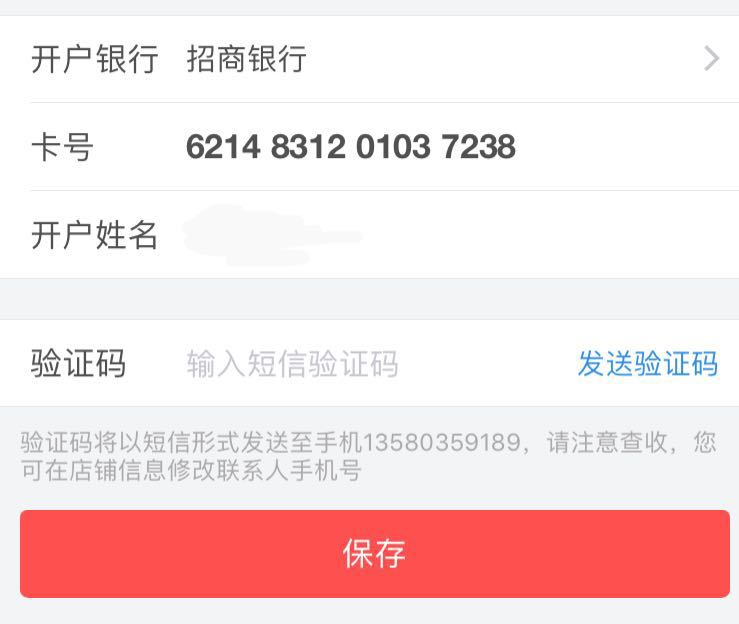 开户银行 招商银行
卡号 6214 8312 0103 7238
开户姓名
验证码 输入短信验证码 发送验证码
验证码将以短信形式发送至手机13580359189，请注意查收，您
可在店铺信息修改联系人手机号
保存